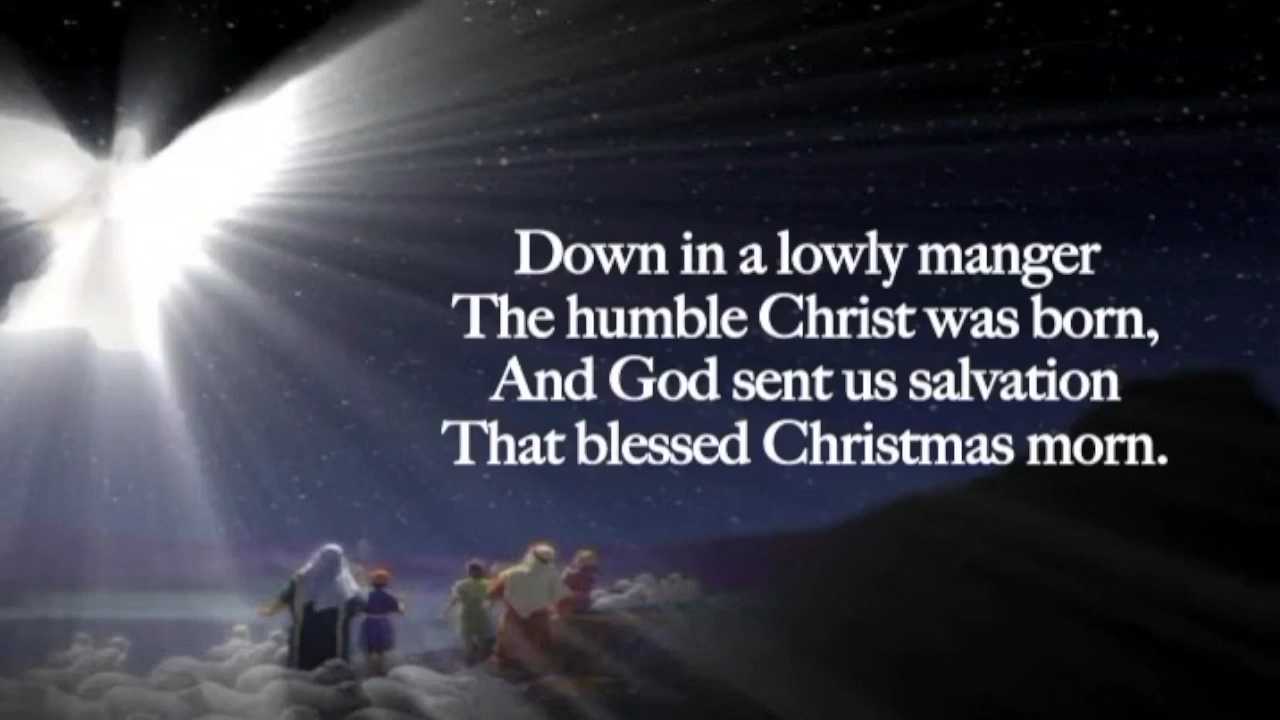 Down in a lowly manger
The humble Christ was born,
And God sent us salvation
That blessed Christmas morn.